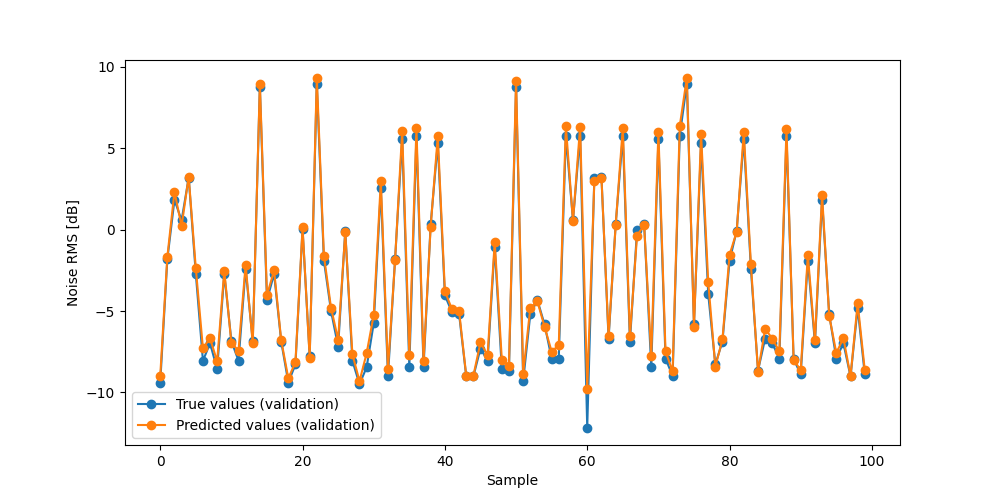 10
5
0
−5
−10
Noise RMS [dB]
True values (validation)
Predicted values (validation)
0 20 40 60 80 100
Sample